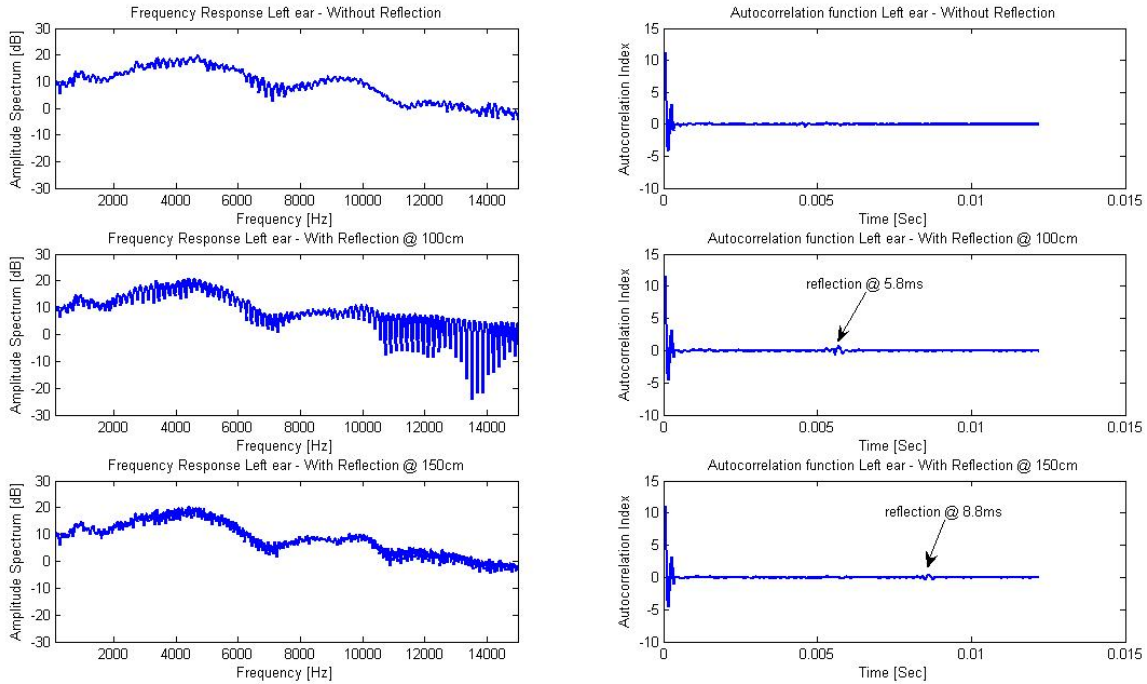 Frequency Response Left ear - Without Reflection
30
20
10
0
-10
-20
-30
Amplitude Spectrum [dB]
2000 4000 6000 8000 10000 12000 14000
Frequency [Hz]
Autocorrelation function Left ear - Without Reflection
15
10
5
0
-5
-10
Autocorrelation Index
0 0.005 0.01 0.015
Time [Sec]
Frequency Response Left ear - With Reflection @ 100cm
30
20
10
0
-10
-20
-30
Amplitude Spectrum [dB]
2000 4000 6000 8000 10000 12000 14000
Frequency [Hz]
Autocorrelation function Left ear - With Reflection @ 100cm
15
10
5
0
-5
-10
Autocorrelation Index
reflection @ 5.8ms
0 0.005 0.01 0.015
Time [Sec]
Frequency Response Left ear - With Reflection @ 150cm
30
20
10
0
-10
-20
-30
Amplitude Spectrum [dB]
2000 4000 6000 8000 10000 12000 14000
Frequency [Hz]
Autocorrelation function Left ear - With Reflection @ 150cm
15
10
5
0
-5
-10
Autocorrelation Index
reflection @ 8.8ms
0 0.005 0.01 0.015
Time [Sec]